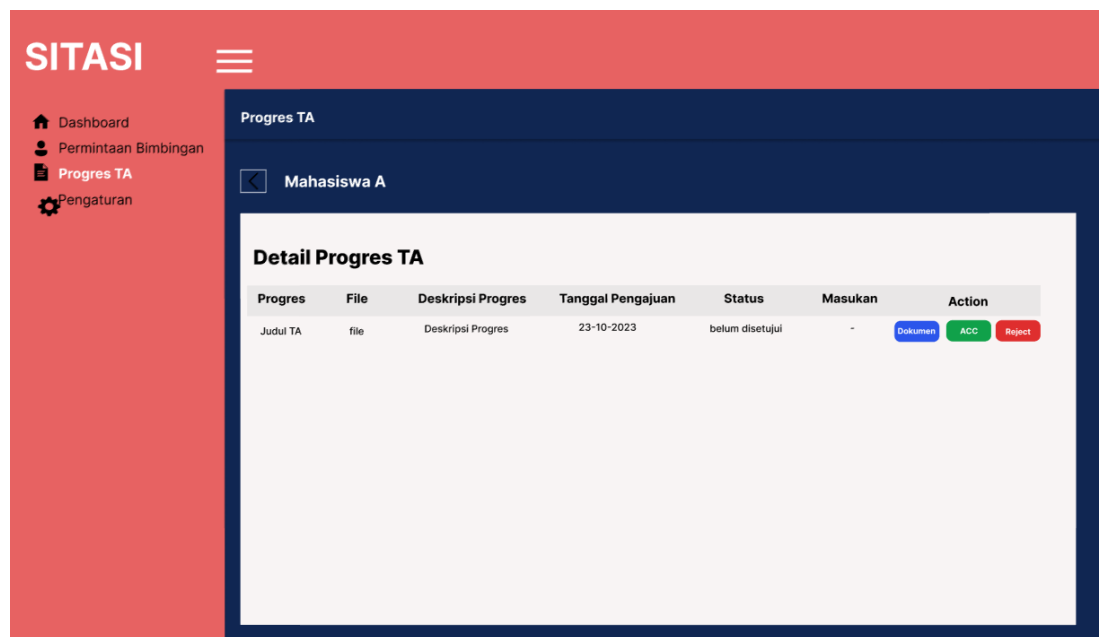 SITASI
Dashboard
Permintaan Bimbingan
Progres TA
Pengaturan
Progres TA
Mahasiswa A
Detail Progres TA
Progres File Deskripsi Progres Tanggal Pengajuan Status Masukan Action
Judul TA file Deskripsi Progres 23-10-2023 belum disetujui - Dokumen ACC Reject